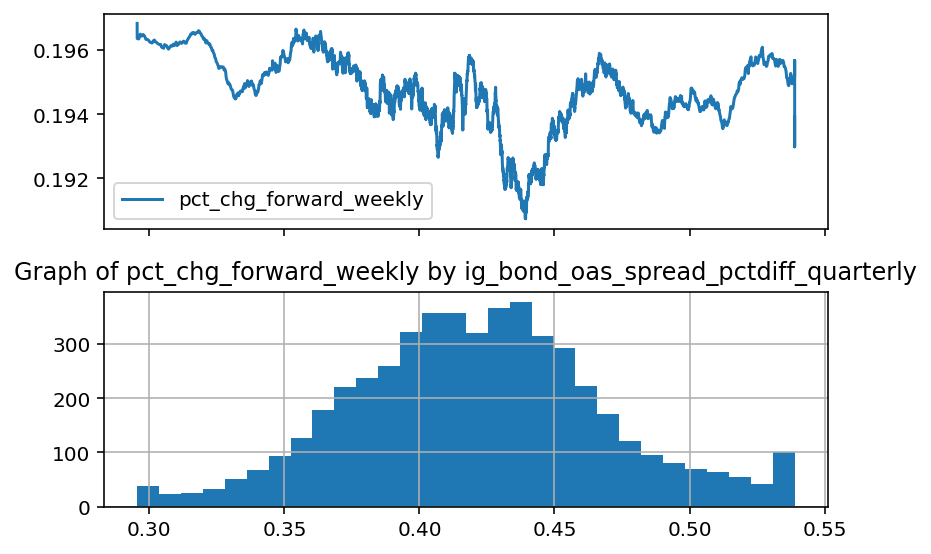 0.196
0.194
0.192
pct_chg_forward_weekly
Graph of pct_chg_forward_weekly by ig_bond_oas_spread_pctdiff_quarterly
300
200
100
0
0.30 0.35 0.40 0.45 0.50 0.55